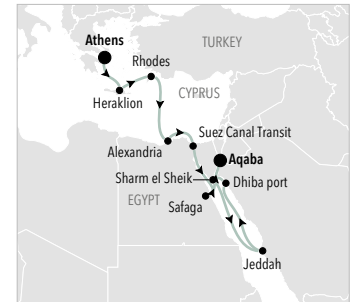 Athens
TURKEY
Rhodes
Heraklion
CYPRUS
Suez Canal Transit
Alexandria
Aqaba
Sharm el Sheik
Dhiba port
EGYPT
Safaga
Jeddah